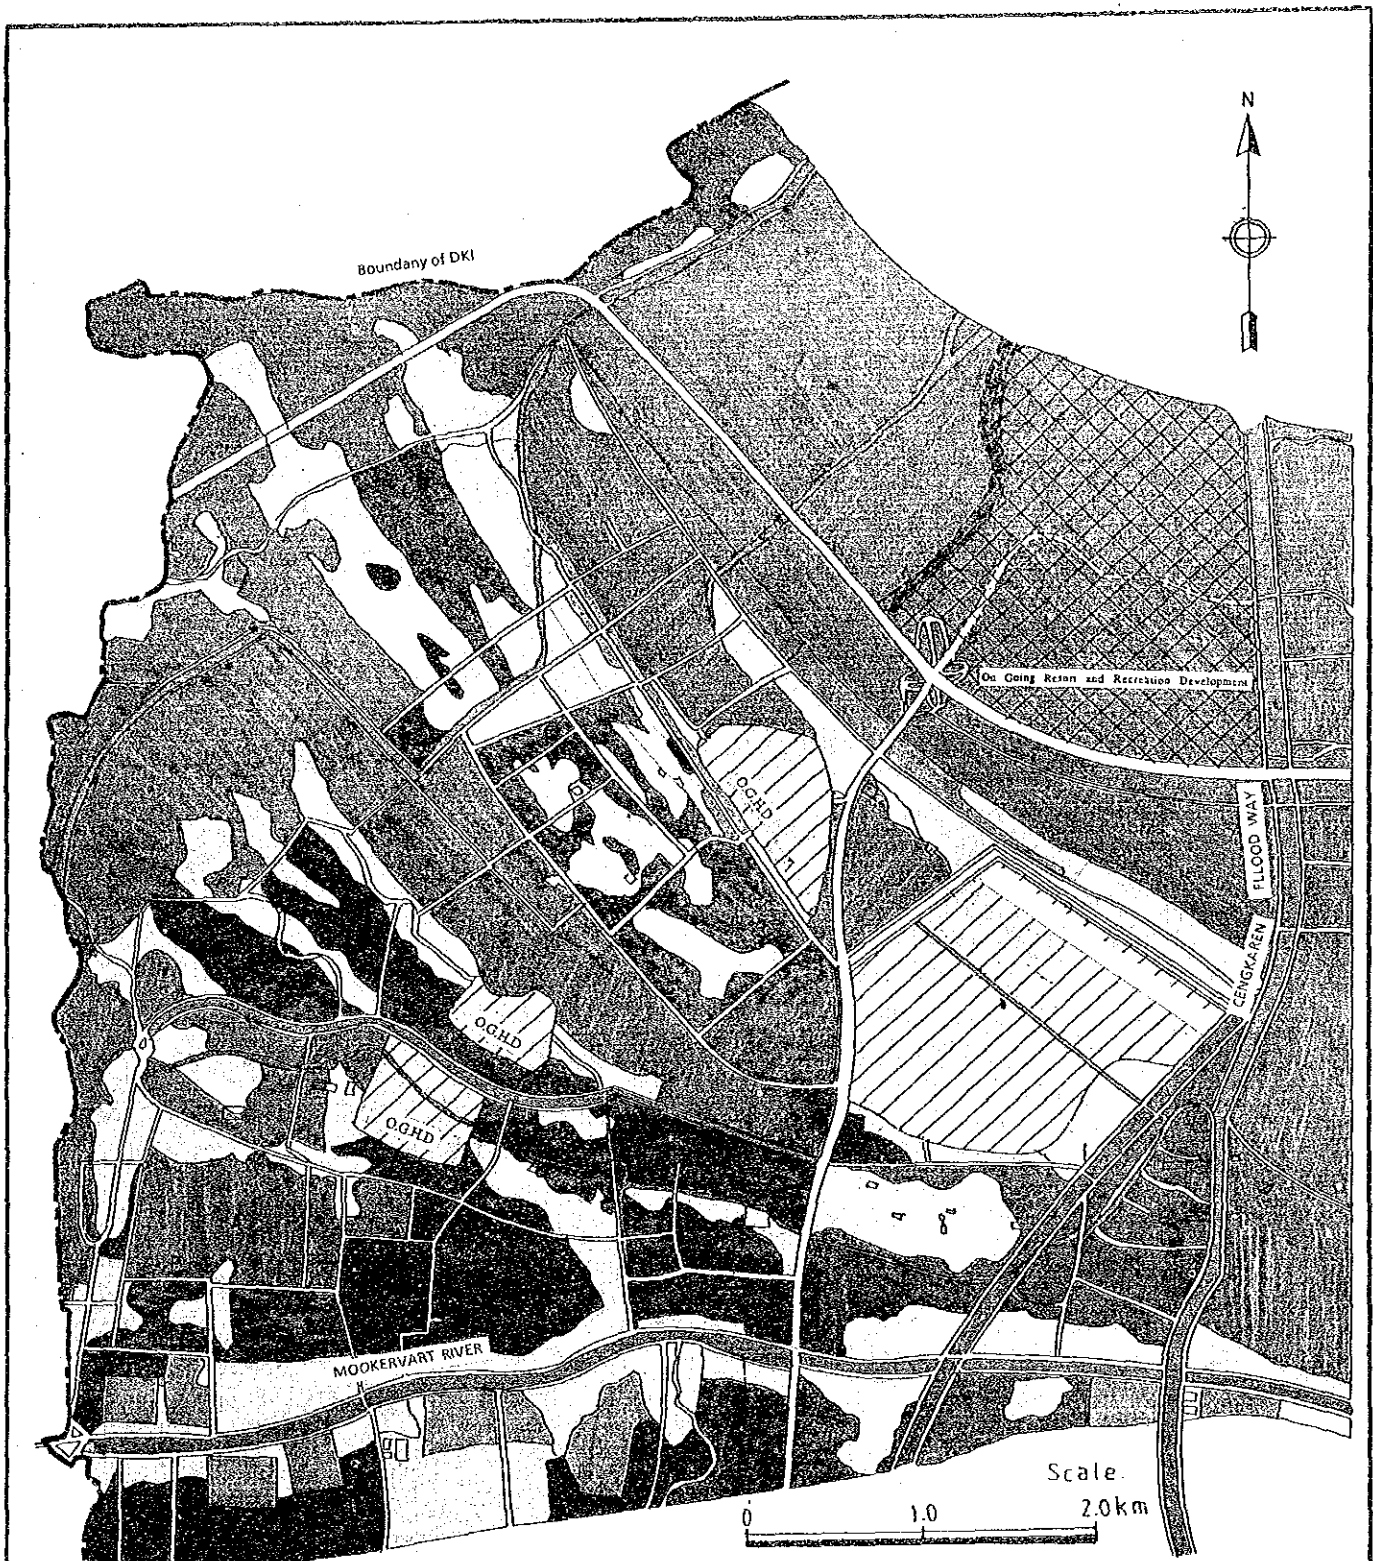 N
Boundany of DKI
On Going Resort and Recreation Development
O.G.H.D
FLLOOD WAY
CENGKAREN
O.G.H.D
O.G.H.D
MOOKERVART RIVER
Scale.
0 1.0 2.0km